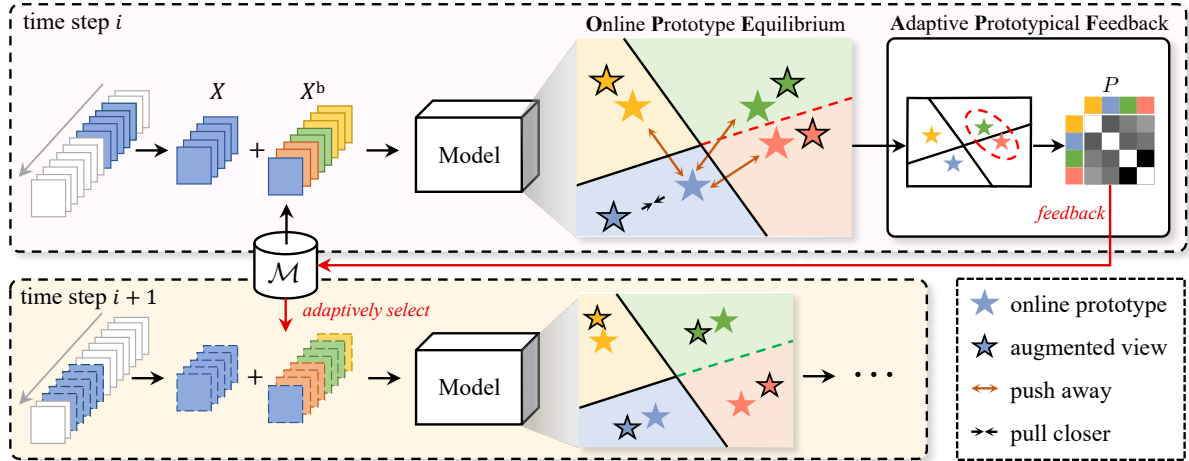 time step i
Online Prototype Equilibrium
Adaptive Prototypical Feedback
X
X^b
P
+
Model
feedback
M
time step i + 1
adaptively select
+
Model
···
online prototype
augmented view
push away
pull closer